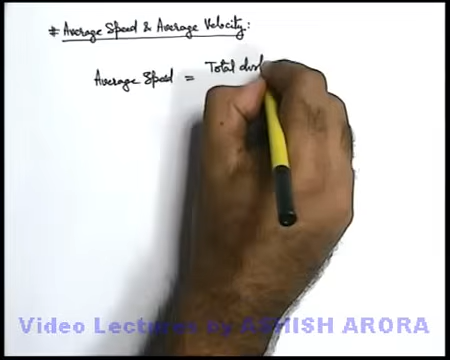 # Average Speed & Average Velocity:
Average Speed = Total dist
Video Lectures by ASHISH ARORA